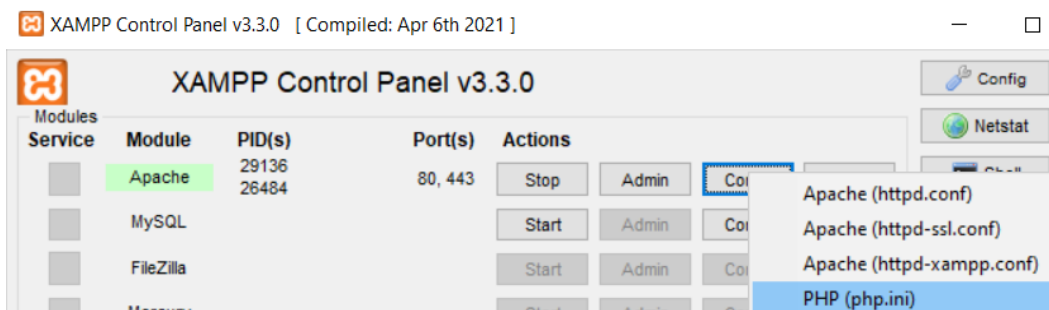 XAMPP Control Panel v3.3.0 [ Compiled: Apr 6th 2021 ]
XAMPP Control Panel v3.3.0
Config
Modules
Netstat
Service Module PID(s) Port(s) Actions
Apache 29136 26484 80, 443 Stop Admin
Apache (httpd.conf)
MySQL Start Admin
Apache (httpd-ssl.conf)
FileZilla Start Admin
Apache (httpd-xampp.conf)
PHP (php.ini)